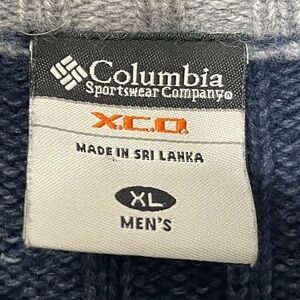 Columbia
Sportswear Company®
X.C.O.
MADE IN SRI LANKA
XL
MEN'S